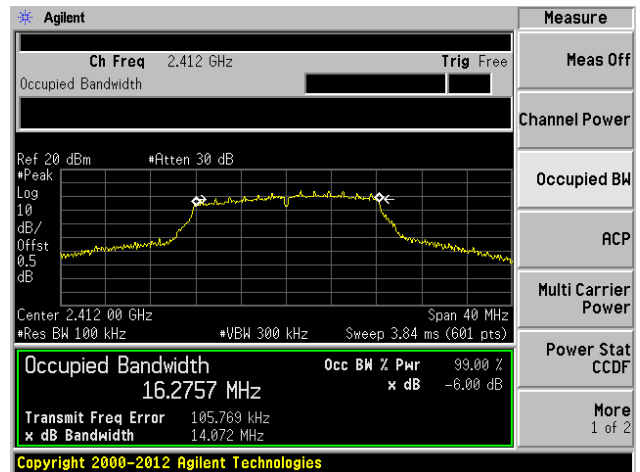 Agilent
Measure
Ch Freq 2.412 GHz Trig Free
Meas Off
Occupied Bandwidth
Channel Power
Ref 20 dBm #Atten 30 dB
#Peak
Log
10
dB/
Offst
0.5
dB
Occupied BW
ACP
Multi Carrier
Power
Center 2.412 00 GHz Span 40 MHz
#Res BW 100 kHz #VBW 300 kHz Sweep 3.84 ms (601 pts)
Power Stat
CCDF
Occupied Bandwidth Occ BW % Pwr 99.00 %
16.2757 MHz x dB -6.00 dB
Transmit Freq Error 105.769 kHz
x dB Bandwidth 14.072 MHz
More
1 of 2
Copyright 2000-2012 Agilent Technologies